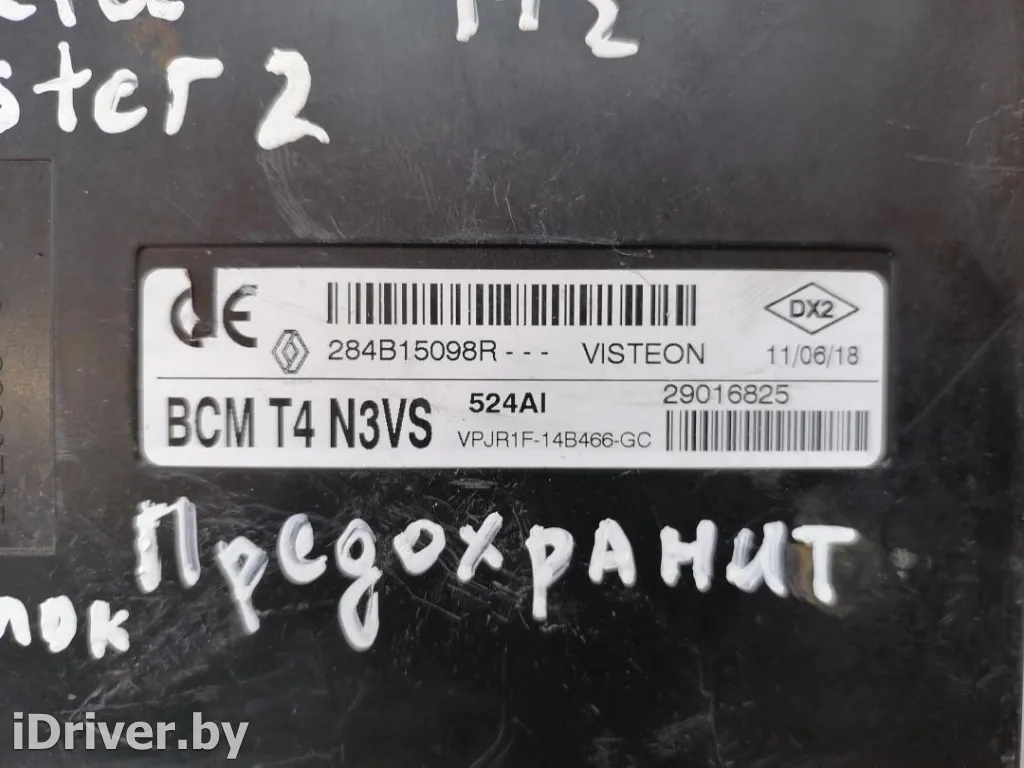 M2
ster 2
CE
284B15098R--- VISTEON
DX2
11/06/18
BCM T4 N3VS
524AI
VPJR1F-14B466-GC
29016825
Предохранит
лок
iDriver.by